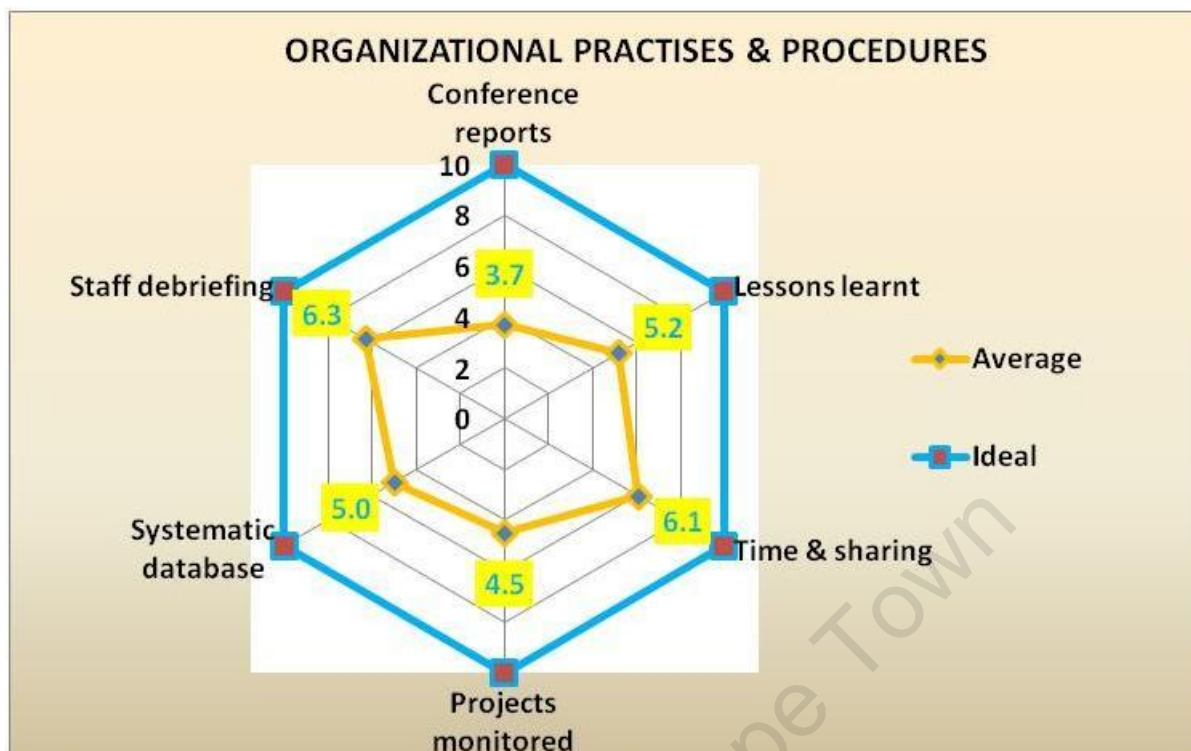 ORGANIZATIONAL PRACTISES & PROCEDURES
Conference
reports
10
8
6
4
2
0
3.7
Lessons learnt
5.2
Staff debriefing
6.3
Average
Ideal
Systematic
database
5.0
6.1
Time & sharing
4.5
Projects
monitored
Town